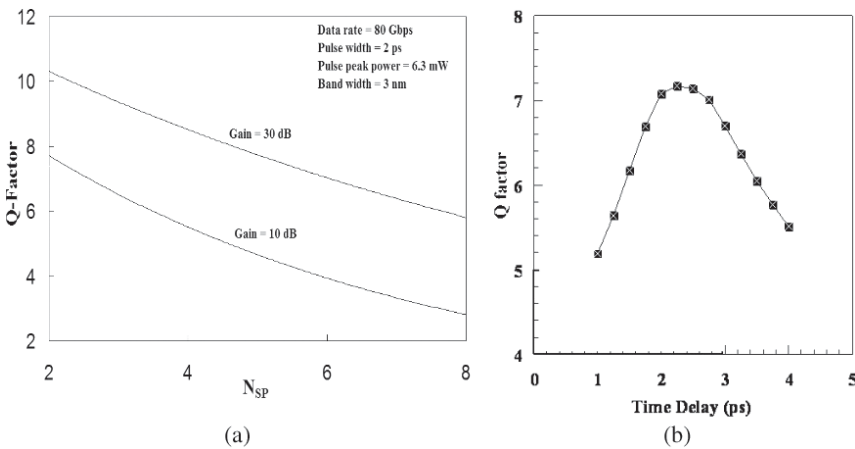 12
10
8
6
4
2
Q-Factor
Data rate = 80 Gbps
Pulse width = 2 ps
Pulse peak power = 6.3 mW
Band width = 3 nm
Gain = 30 dB
Gain = 10 dB
2
4
6
8
N_SP
(a)
8
7
6
5
4
Q factor
0
1
2
3
4
5
Time Delay (ps)
(b)